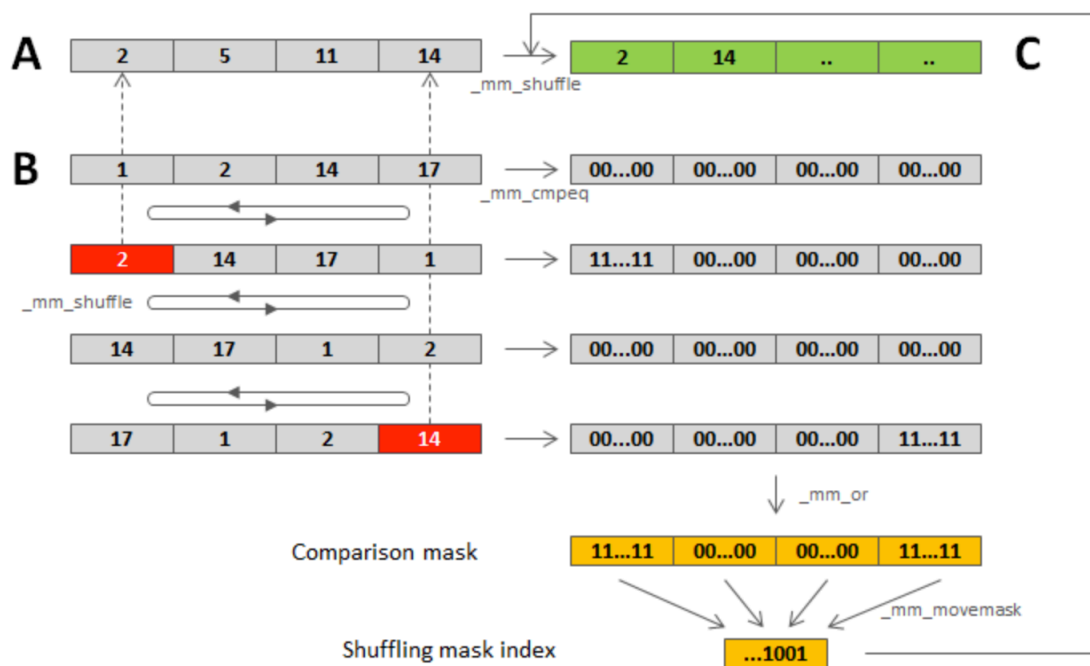 A 2 5 11 14 2 14 .. .. C
_mm_shuffle
B 1 2 14 17 00...00 00...00 00...00 00...00
_mm_cmpeq
2 14 17 1 11...11 00...00 00...00 00...00
_mm_shuffle
14 17 1 2 00...00 00...00 00...00 00...00
17 1 2 14 00...00 00...00 00...00 11...11
_mm_or
Comparison mask 11...11 00...00 00...00 11...11
_mm_movemask
Shuffling mask index ...1001